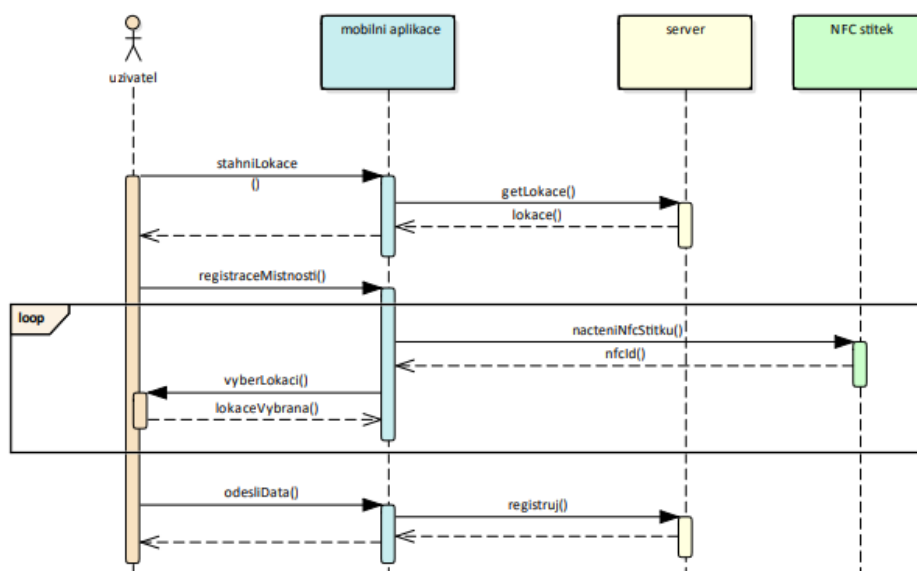 uzivatel
mobilni aplikace
server
NFC stitek
stahniLokace
()
getLokace()
lokace()
registraceMistnosti()
loop
nacteniNfcStitku()
nfcId()
vyberLokaci()
lokaceVybrana()
odesliData()
registruj()